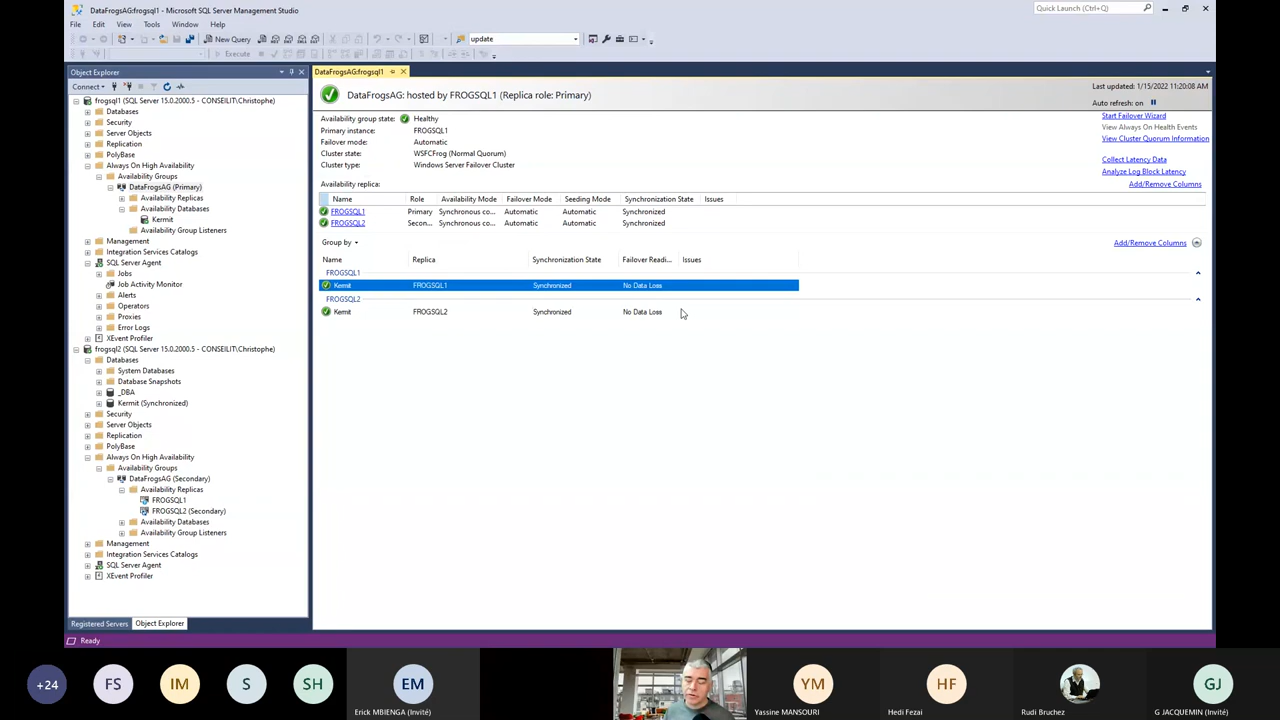 DataFrogsAG:frogsql1 - Microsoft SQL Server Management Studio
Quick Launch (Ctrl+Q)
File Edit View Tools Window Help
New Query
update
Execute
Object Explorer
Connect
frogsql1 (SQL Server 15.0.2000.5 - CONSEILIT\Christophe)
Databases
Security
Server Objects
Replication
PolyBase
Always On High Availability
Availability Groups
DataFrogsAG (Primary)
Availability Replicas
Availability Databases
Kermit
Availability Group Listeners
Management
Integration Services Catalogs
SQL Server Agent
Jobs
Job Activity Monitor
Alerts
Operators
Proxies
Error Logs
XEvent Profiler
frogsql2 (SQL Server 15.0.2000.5 - CONSEILIT\Christophe)
Databases
System Databases
Database Snapshots
_DBA
Kermit (Synchronized)
Security
Server Objects
Replication
PolyBase
Always On High Availability
Availability Groups
DataFrogsAG (Secondary)
Availability Replicas
FROGSQL1
FROGSQL2 (Secondary)
Availability Databases
Availability Group Listeners
Management
Integration Services Catalogs
SQL Server Agent
XEvent Profiler
Registered Servers Object Explorer
Ready
DataFrogsAG:frogsql1
DataFrogsAG: hosted by FROGSQL1 (Replica role: Primary)
Last updated: 1/15/2022 11:20:08 AM
Auto refresh: on
Availability group state: Healthy
Primary instance: FROGSQL1
Failover mode: Automatic
Cluster state: WSFCFrog (Normal Quorum)
Cluster type: Windows Server Failover Cluster
Start Failover Wizard
View Always On Health Events
View Cluster Quorum Information
Collect Latency Data
Analyze Log Block Latency
Availability replica:
Add/Remove Columns
Name Role Availability Mode Failover Mode Seeding Mode Synchronization State Issues
FROGSQL1 Primary Synchronous co... Automatic Automatic Synchronized
FROGSQL2 Secon... Synchronous co... Automatic Automatic Synchronized
Group by
Add/Remove Columns
Name Replica Synchronization State Failover Readi... Issues
FROGSQL1
Kermit FROGSQL1 Synchronized No Data Loss
FROGSQL2
Kermit FROGSQL2 Synchronized No Data Loss
+24 FS IM S SH EM YM HF GJ
Erick MBIENGA (Invité) Yassine MANSOURI Hedi Fezai Rudi Bruchez G JACQUEMIN (Invité)